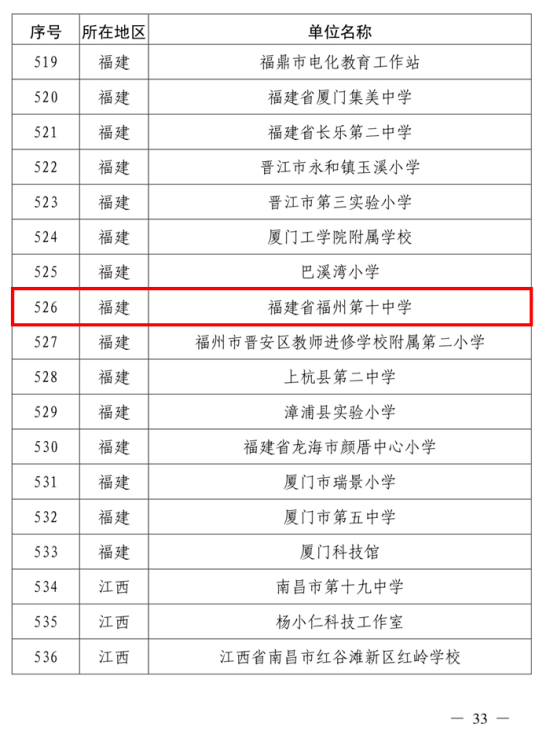 序号 所在地区 单位名称
519 福建 福鼎市电化教育工作站
520 福建 福建省厦门集美中学
521 福建 福建省长乐第二中学
522 福建 晋江市永和镇玉溪小学
523 福建 晋江市第三实验小学
524 福建 厦门工学院附属学校
525 福建 巴溪湾小学
526 福建 福建省福州第十中学
527 福建 福州市晋安区教师进修学校附属第二小学
528 福建 上杭县第二中学
529 福建 漳浦县实验小学
530 福建 福建省龙海市颜厝中心小学
531 福建 厦门市瑞景小学
532 福建 厦门市第五中学
533 福建 厦门科技馆
534 江西 南昌市第十九中学
535 江西 杨小仁科技工作室
536 江西 江西省南昌市红谷滩新区红岭学校
— 33 —